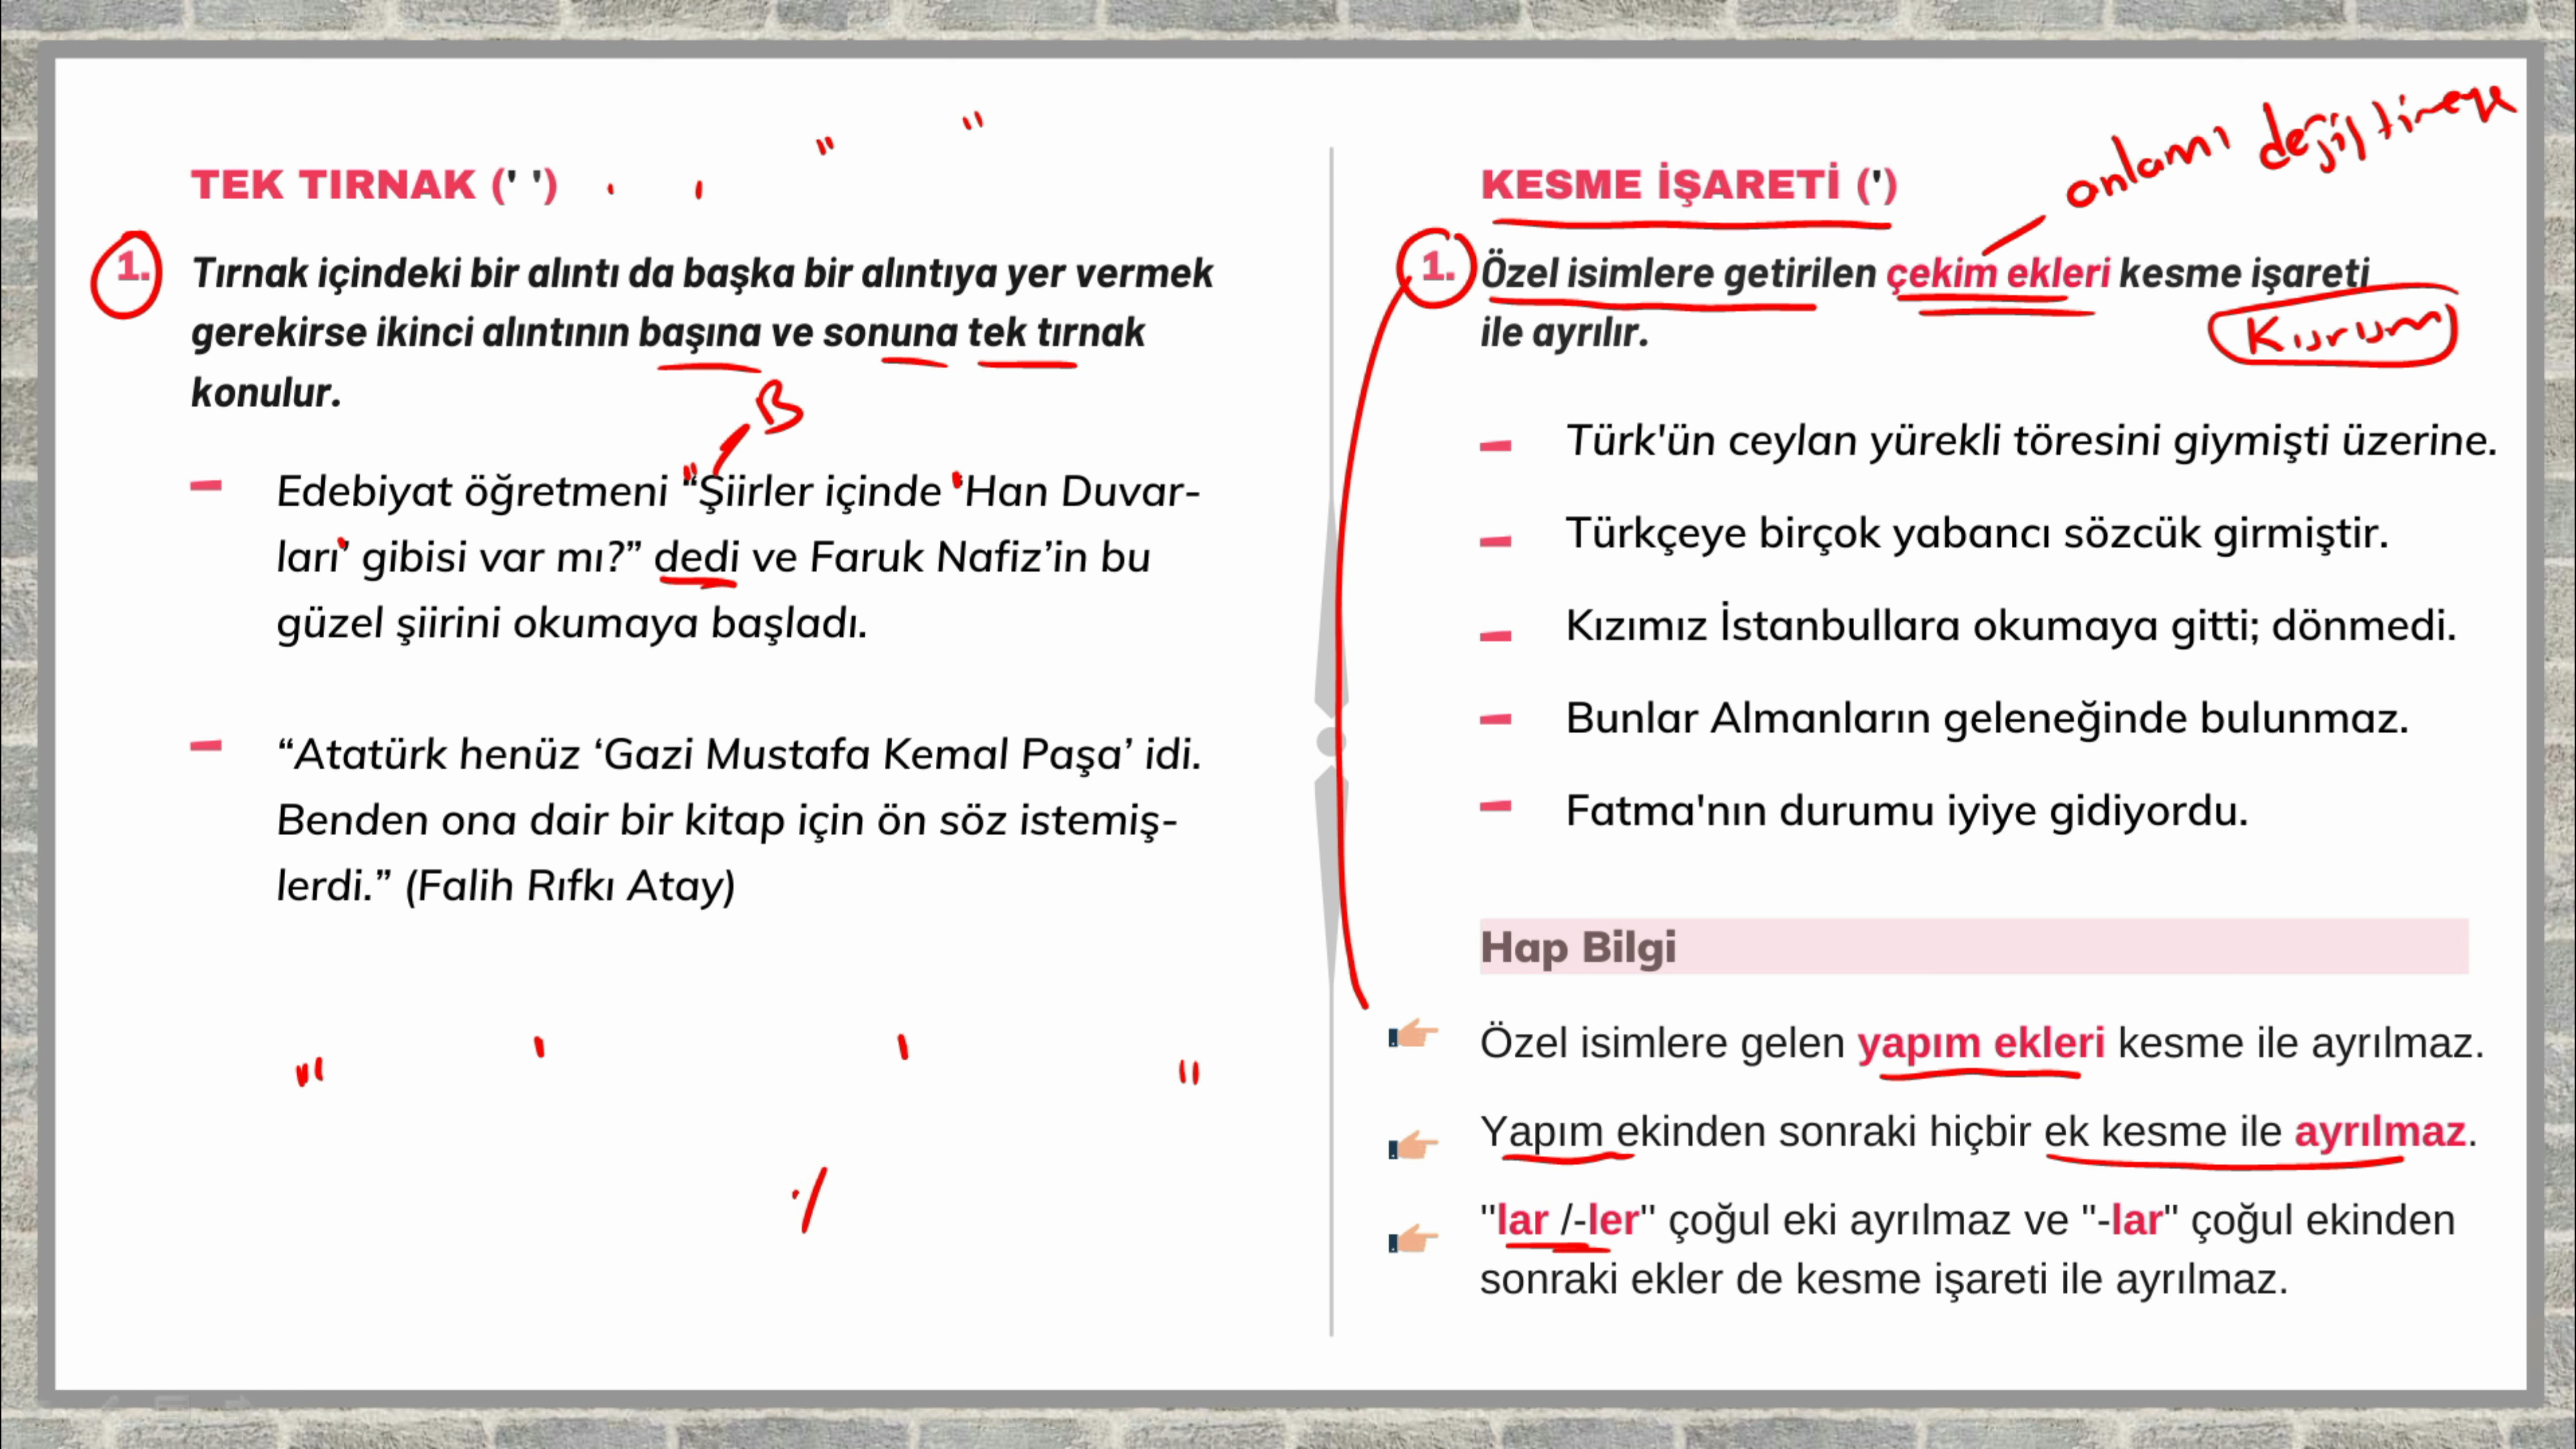 TEK TIRNAK (' ')
1. Tırnak içindeki bir alıntı da başka bir alıntıya yer vermek
gerekirse ikinci alıntının başına ve sonuna tek tırnak
konulur.
B
- Edebiyat öğretmeni “Şiirler içinde ‘Han Duvar-
ları’ gibisi var mı?” dedi ve Faruk Nafiz’in bu
güzel şiirini okumaya başladı.
- “Atatürk henüz ‘Gazi Mustafa Kemal Paşa’ idi.
Benden ona dair bir kitap için ön söz istemiş-
lerdi.” (Falih Rıfkı Atay)
" ' ' "
KESME İŞARETİ (')
anlamı
1. Özel isimlere getirilen çekim ekleri kesme işareti
ile ayrılır.
Kurum
- Türk'ün ceylan yürekli töresini giymişti üzerine.
- Türkçeye birçok yabancı sözcük girmiştir.
- Kızımız İstanbullara okumaya gitti; dönmedi.
- Bunlar Almanların geleneğinde bulunmaz.
- Fatma'nın durumu iyiye gidiyordu.
Hap Bilgi
Özel isimlere gelen yapım ekleri kesme ile ayrılmaz.
Yapım ekinden sonraki hiçbir ek kesme ile ayrılmaz.
"lar /-ler" çoğul eki ayrılmaz ve "-lar" çoğul ekinden
sonraki ekler de kesme işareti ile ayrılmaz.